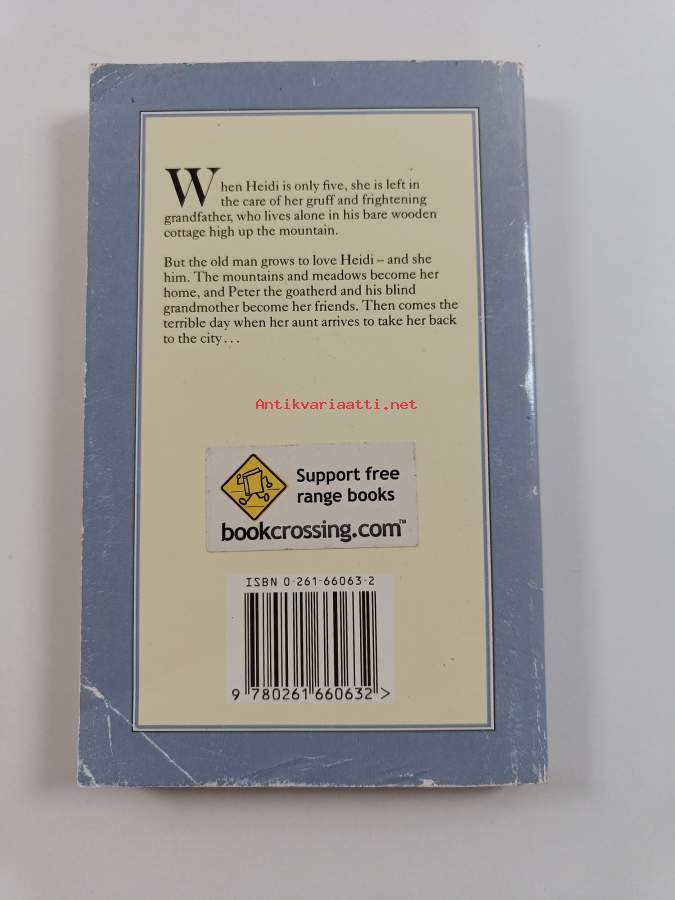 When Heidi is only five, she is left in
the care of her gruff and frightening
grandfather, who lives alone in his bare wooden
cottage high up the mountain.
But the old man grows to love Heidi – and she
him. The mountains and meadows become her
home, and Peter the goatherd and his blind
grandmother become her friends. Then comes the
terrible day when her aunt arrives to take her back
to the city . . .
Antikvariaatti.net
Support free
range books
bookcrossing.com™
ISBN 0-261-66063-2
9 780261 660632 >